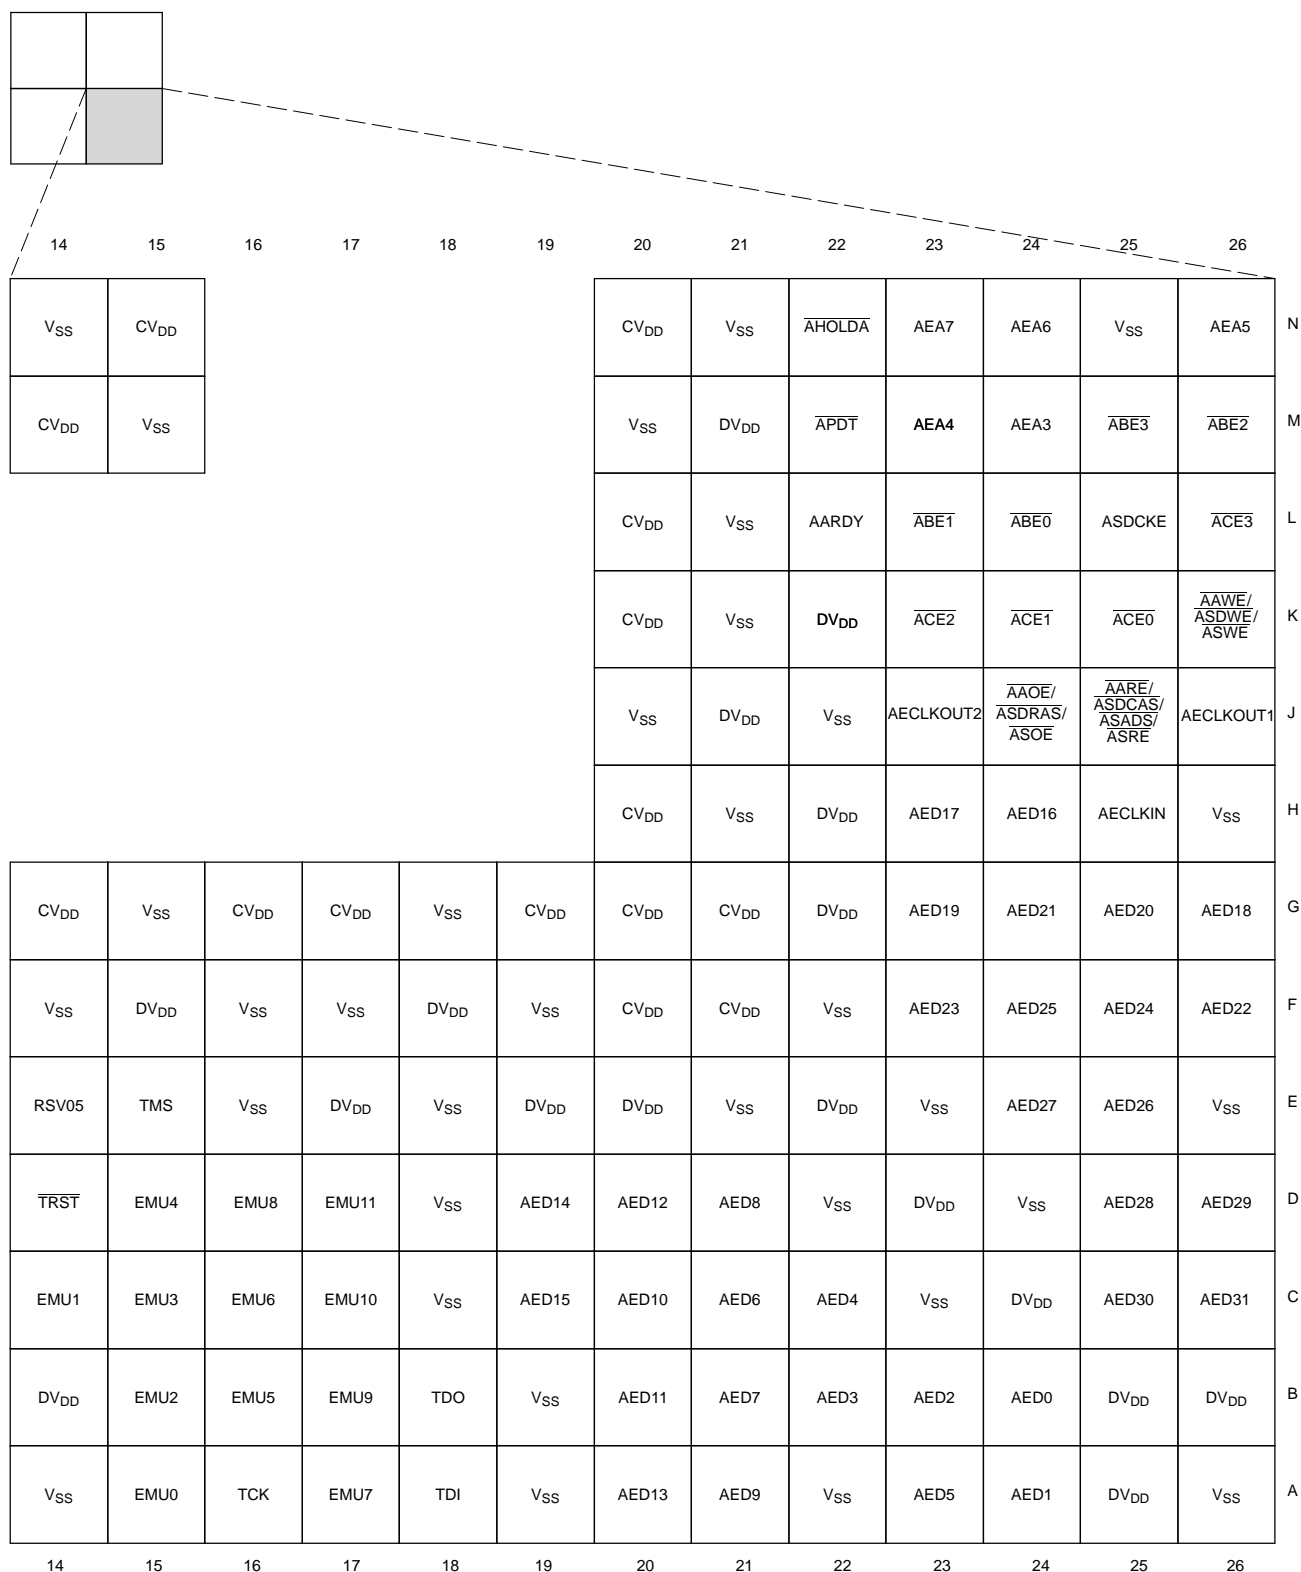 14 15 16 17 18 19 20 21 22 23 24 25 26
VSS CVDD CVDD VSS AHOLDA AEA7 AEA6 VSS AEA5 N
CVDD VSS VSS DVDD APDT AEA4 AEA3 ABE3 ABE2 M
CVDD VSS AARDY ABE1 ABE0 ASDCKE ACE3 L
CVDD VSS DVDD ACE2 ACE1 ACE0 AAWE/ ASDWE/ ASWE K
VSS DVDD VSS AECLKOUT2 AAOE/ ASDRAS/ ASOE AARE/ ASDCAS/ ASADS/ ASRE AECLKOUT1 J
CVDD VSS DVDD AED17 AED16 AECLKIN VSS H
CVDD VSS CVDD CVDD VSS CVDD CVDD CVDD DVDD AED19 AED21 AED20 AED18 G
VSS DVDD VSS VSS DVDD VSS CVDD CVDD VSS AED23 AED25 AED24 AED22 F
RSV05 TMS VSS DVDD VSS DVDD DVDD VSS DVDD VSS AED27 AED26 VSS E
TRST EMU4 EMU8 EMU11 VSS AED14 AED12 AED8 VSS DVDD VSS AED28 AED29 D
EMU1 EMU3 EMU6 EMU10 VSS AED15 AED10 AED6 AED4 VSS DVDD AED30 AED31 C
DVDD EMU2 EMU5 EMU9 TDO VSS AED11 AED7 AED3 AED2 AED0 DVDD DVDD B
VSS EMU0 TCK EMU7 TDI VSS AED13 AED9 VSS AED5 AED1 DVDD VSS A
14 15 16 17 18 19 20 21 22 23 24 25 26